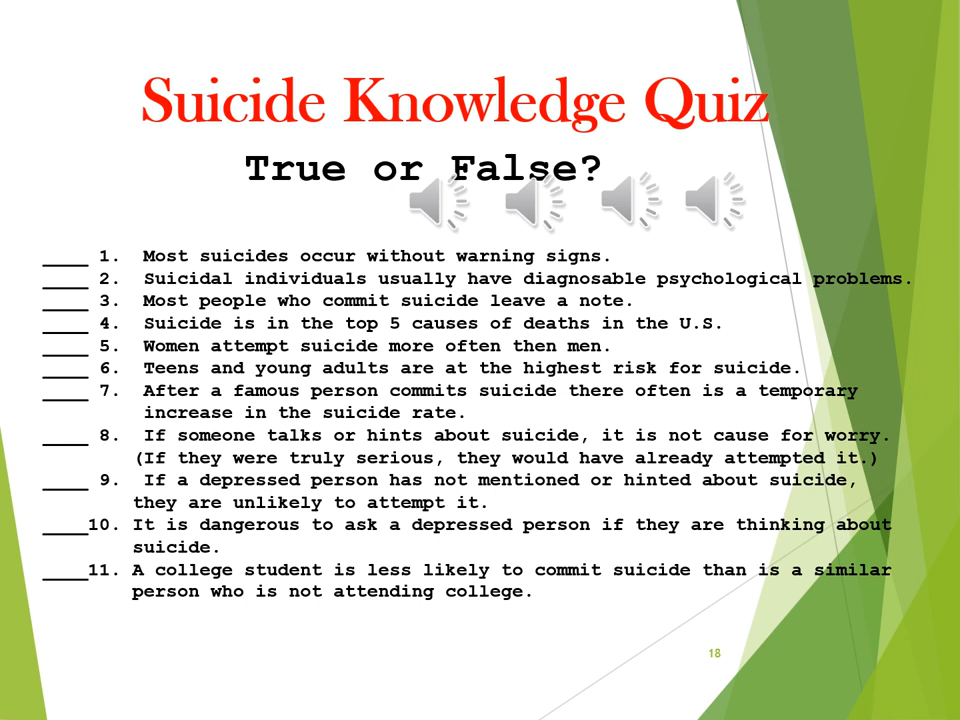 Suicide Knowledge Quiz
True or False?
____ 1. Most suicides occur without warning signs.
____ 2. Suicidal individuals usually have diagnosable psychological problems.
____ 3. Most people who commit suicide leave a note.
____ 4. Suicide is in the top 5 causes of deaths in the U.S.
____ 5. Women attempt suicide more often then men.
____ 6. Teens and young adults are at the highest risk for suicide.
____ 7. After a famous person commits suicide there often is a temporary
increase in the suicide rate.
____ 8. If someone talks or hints about suicide, it is not cause for worry.
(If they were truly serious, they would have already attempted it.)
____ 9. If a depressed person has not mentioned or hinted about suicide,
they are unlikely to attempt it.
____10. It is dangerous to ask a depressed person if they are thinking about
suicide.
____11. A college student is less likely to commit suicide than is a similar
person who is not attending college.
18